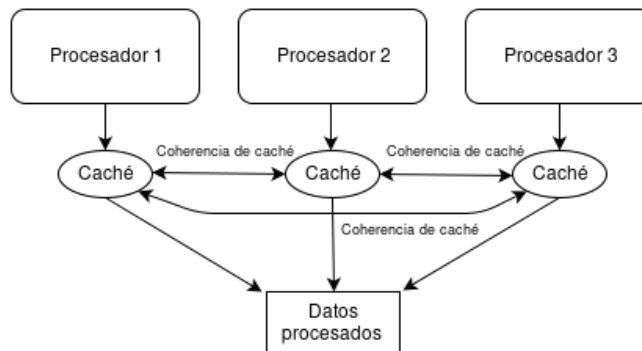 Procesador 1
Procesador 2
Procesador 3
Coherencia de caché
Coherencia de caché
Caché
Caché
Caché
Coherencia de caché
Datos
procesados